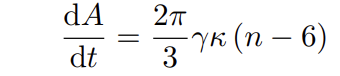 dA/dt = 2π/3 γκ (n − 6)